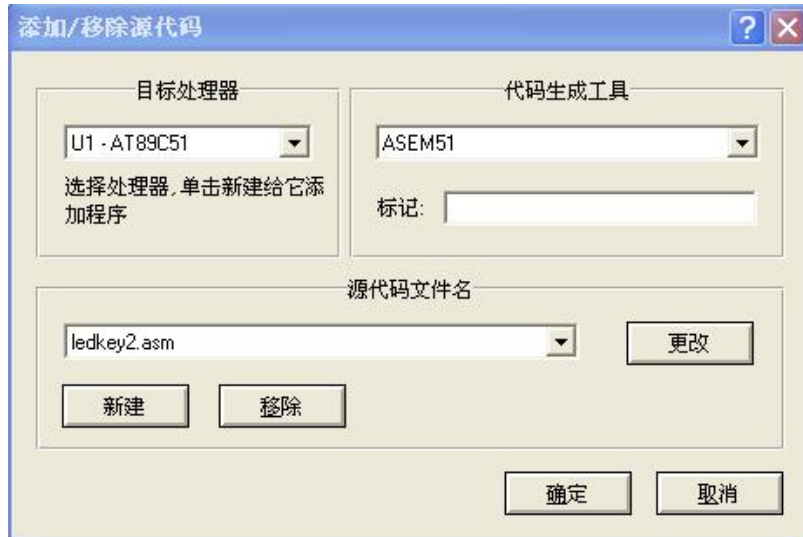 添加/移除源代码
目标处理器
U1 - AT89C51
选择处理器,单击新建给它添
加程序
代码生成工具
ASEM51
标记:
源代码文件名
ledkey2.asm
更改
新建
移除
确定
取消